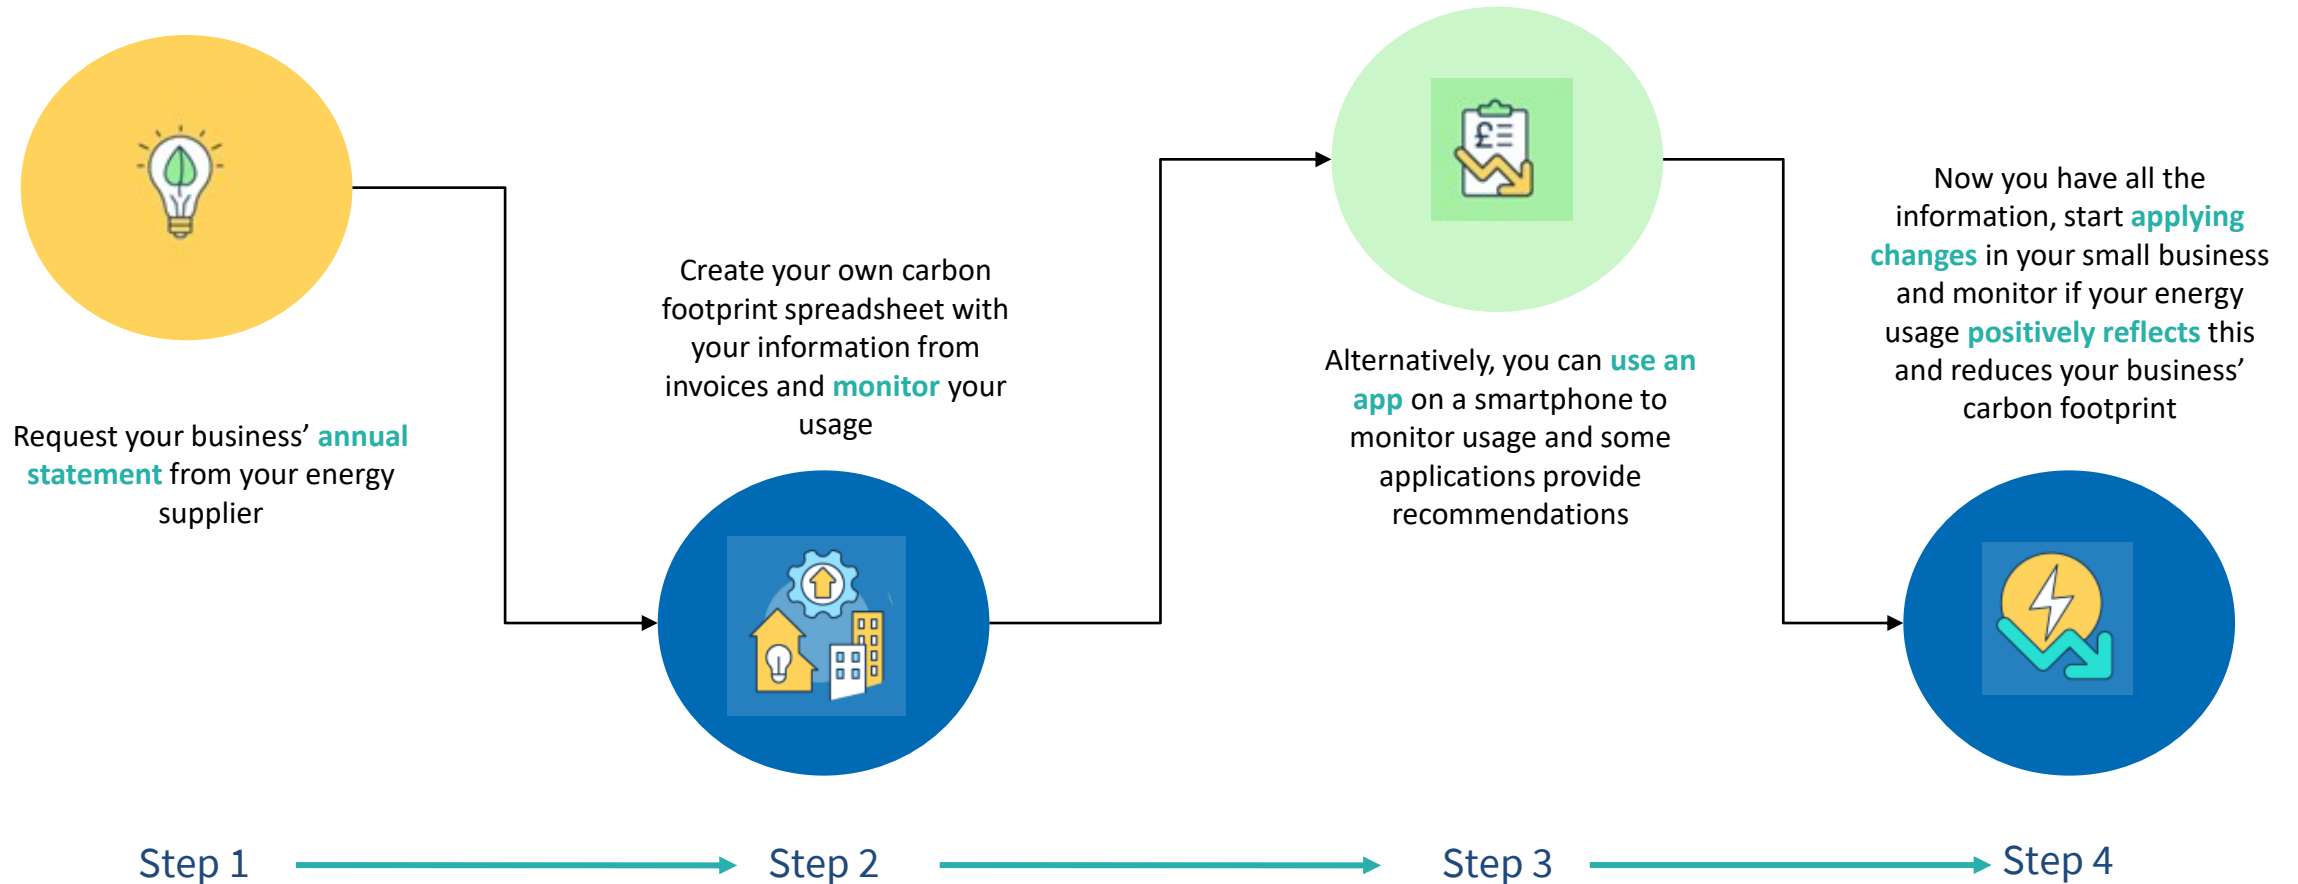 Request your business’ annual
statement from your energy
supplier
Create your own carbon
footprint spreadsheet with
your information from
invoices and monitor your
usage
£
Alternatively, you can use an
app on a smartphone to
monitor usage and some
applications provide
recommendations
Now you have all the
information, start applying
changes in your small business
and monitor if your energy
usage positively reflects this
and reduces your business’
carbon footprint
Step 1
Step 2
Step 3
Step 4